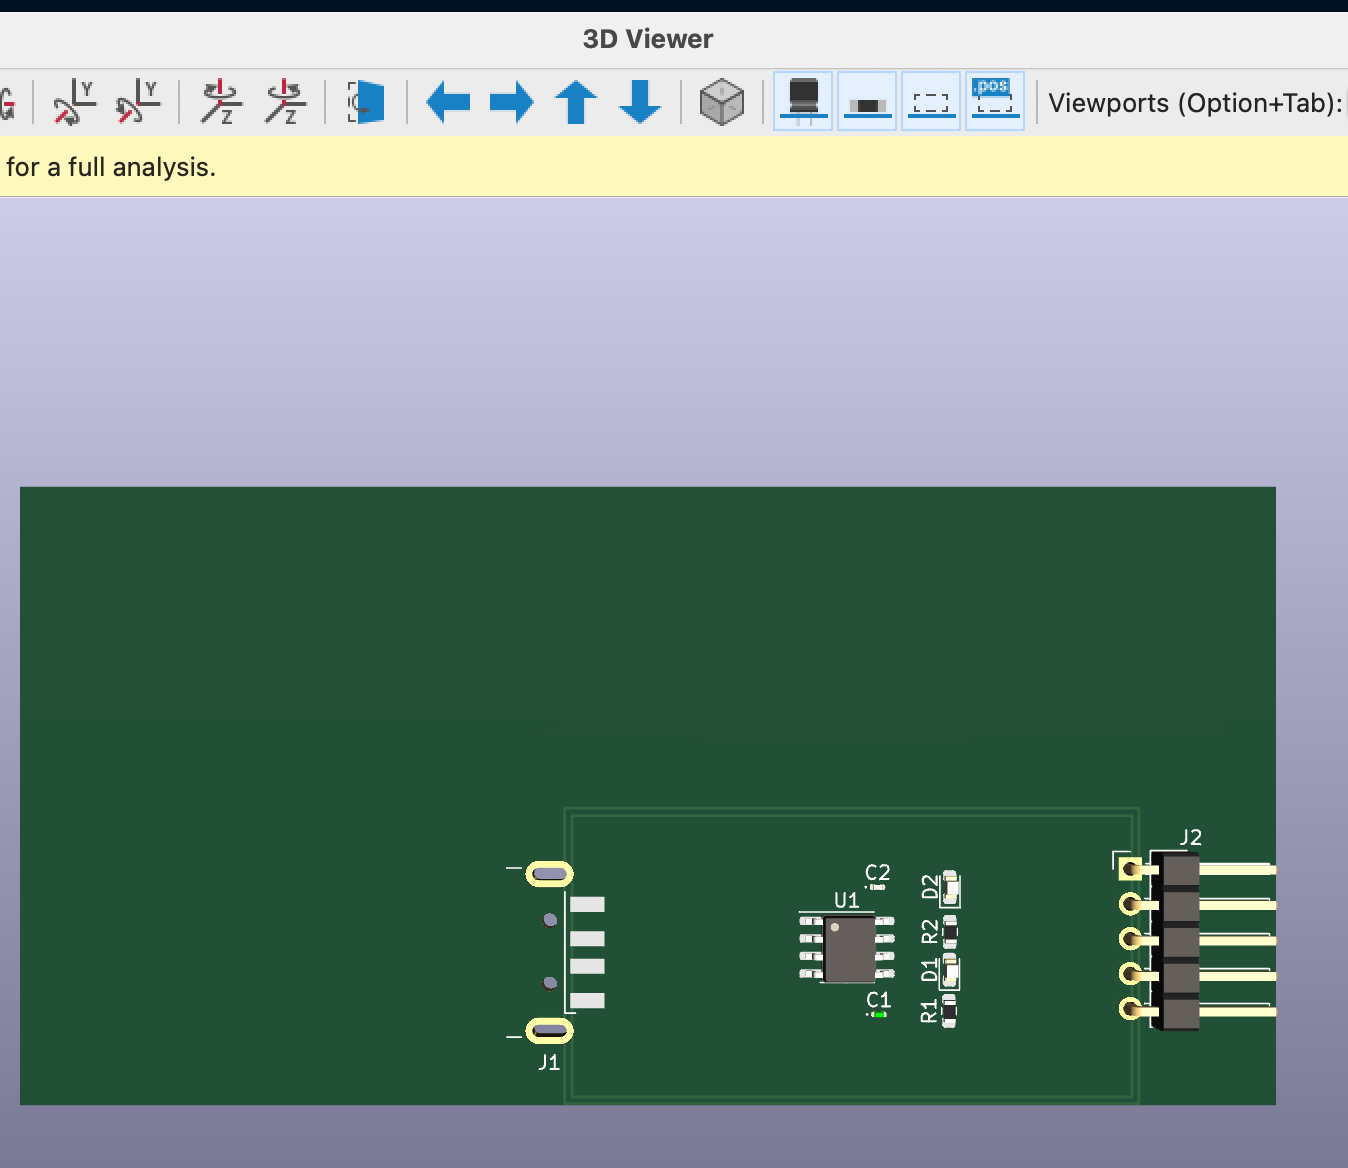 3D Viewer
Y
Y
Z
Z
.pos
Viewports (Option+Tab):
for a full analysis.
J2
C2
D2
U1
R2
D1
C1
R1
J1